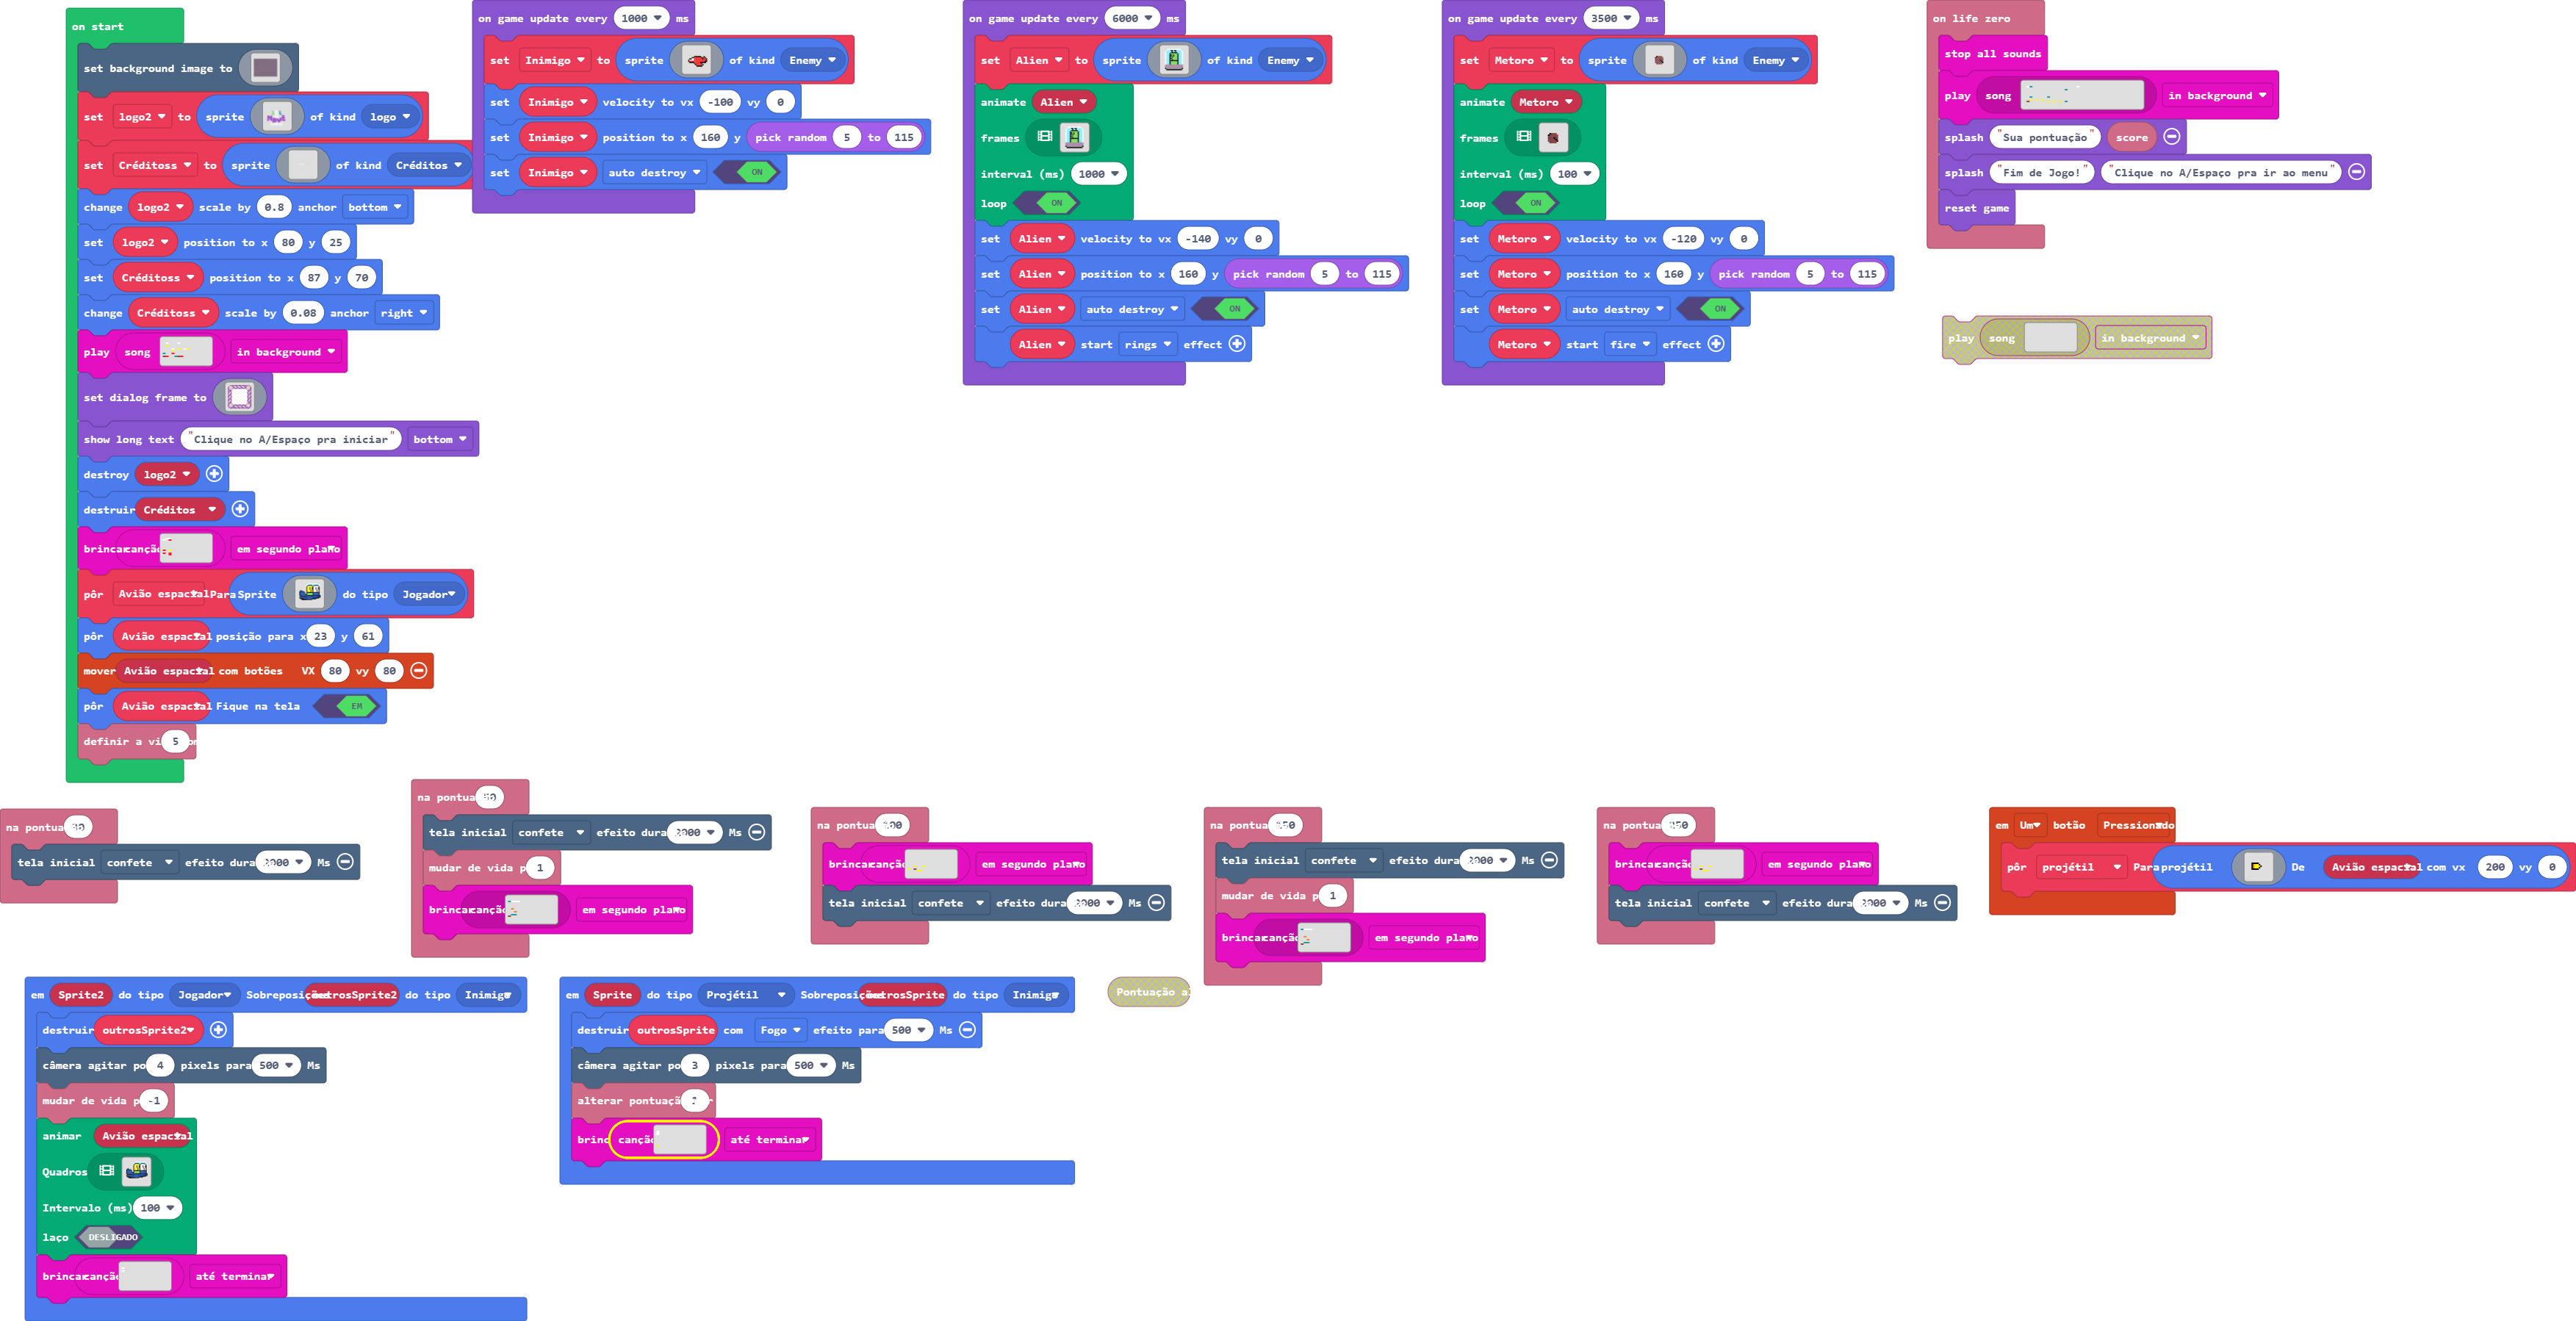 on start
set background image to
set logo2 to sprite of kind logo
set Créditoss to sprite of kind Créditos
change logo2 scale by 0.8 anchor bottom
set logo2 position to x 80 y 25
set Créditoss position to x 87 y 70
change Créditoss scale by 0.08 anchor right
play song in background
set dialog frame to
show long text "Clique no A/Espaço pra iniciar" bottom
destroy logo2
destruir Créditos
brincar canção em segundo plano
pôr Avião espacial Para Sprite do tipo Jogador
pôr Avião espacial posição para x 23 y 61
mover Avião espacial com botões VX 80 vy 80
pôr Avião espacial Fique na tela EM
definir a vi 5
on game update every 1000 ms
set Inimigo to sprite of kind Enemy
set Inimigo velocity to vx -100 vy 0
set Inimigo position to x 160 y pick random 5 to 115
set Inimigo auto destroy ON
on game update every 6000 ms
set Alien to sprite of kind Enemy
animate Alien
frames
interval (ms) 1000
loop ON
set Alien velocity to vx -140 vy 0
set Alien position to x 160 y pick random 5 to 115
set Alien auto destroy ON
Alien start rings effect
on game update every 3500 ms
set Metoro to sprite of kind Enemy
animate Metoro
frames
interval (ms) 100
loop ON
set Metoro velocity to vx -120 vy 0
set Metoro position to x 160 y pick random 5 to 115
set Metoro auto destroy ON
Metoro start fire effect
on life zero
stop all sounds
play song in background
splash "Sua pontuação" score
splash "Fim de Jogo!" "Clique no A/Espaço pra ir ao menu"
reset game
play song in background
na pontua
tela inicial confete efeito dura Ms
na pontua
tela inicial confete efeito dura Ms
mudar de vida p 1
brincar canção em segundo plano
na pontua
brincar canção em segundo plano
tela inicial confete efeito dura Ms
na pontua
tela inicial confete efeito dura Ms
mudar de vida p 1
brincar canção em segundo plano
na pontua
brincar canção em segundo plano
tela inicial confete efeito dura Ms
em Um botão Pressionado
pôr projétil Para projétil De Avião espacial com vx 200 vy 0
em Sprite2 do tipo Jogador Sobreposições outrosSprite2 do tipo Inimigo
destruir outrosSprite2
câmera agitar po 4 pixels para 500 Ms
mudar de vida p -1
animar Avião espacial
Quadros
Intervalo (ms) 100
laço DESLIGADO
brincar canção até terminar
em Sprite do tipo Projétil Sobreposições outrosSprite do tipo Inimigo
destruir outrosSprite com Fogo efeito para 500 Ms
câmera agitar po 3 pixels para 500 Ms
alterar pontuaçã
brinc canção até terminar
Pontuação a